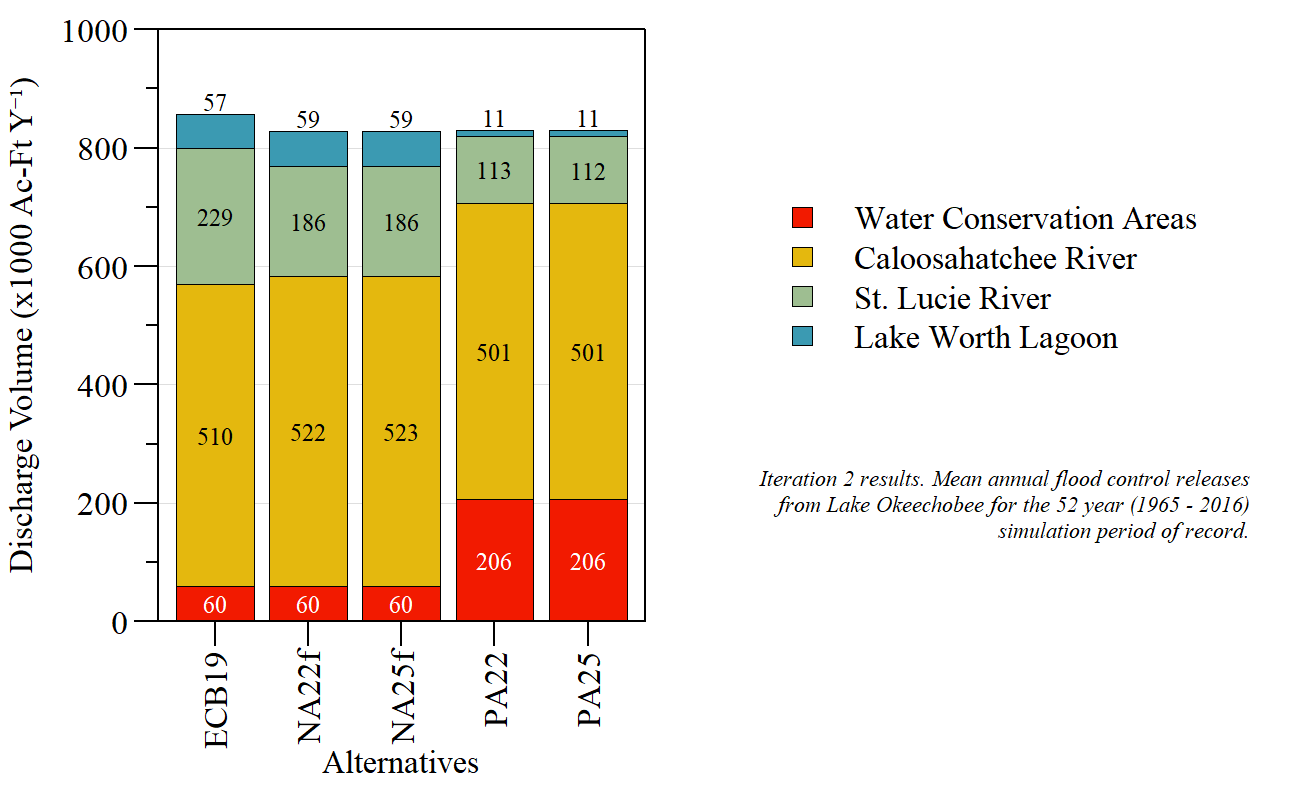 Discharge Volume (x1000 Ac-Ft Y⁻¹)
1000
800
600
400
200
0
57
229
510
60
59
186
522
60
59
186
523
60
11
113
501
206
11
112
501
206
ECB19
NA22f
NA25f
PA22
PA25
Alternatives
Water Conservation Areas
Caloosahatchee River
St. Lucie River
Lake Worth Lagoon
Iteration 2 results. Mean annual flood control releases
from Lake Okeechobee for the 52 year (1965 - 2016)
simulation period of record.